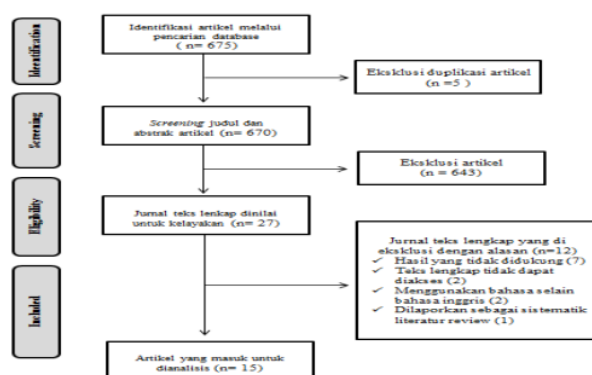 Identification
Identifikasi artikel melalui
pencarian database
( n= 675)
Eksklusi duplikasi artikel
(n =5 )
Screening
Screening judul dan
abstrak artikel (n= 670)
Eksklusi artikel
(n = 643)
Eligibility
Jurnal teks lenkap dinilai
untuk kelayakan (n= 27)
Jurnal teks lengkap yang di
eksklusi dengan alasan (n=12)
✓ Hasil yang tidak didukung (7)
✓ Teks lengkap tidak dapat
diakses (2)
✓ Menggunakan bahasa selain
bahasa inggris (2)
✓ Dilaporkan sebagai sistematik
literatur review (1)
Included
Artikel yang masuk untuk
dianalisis (n= 15)